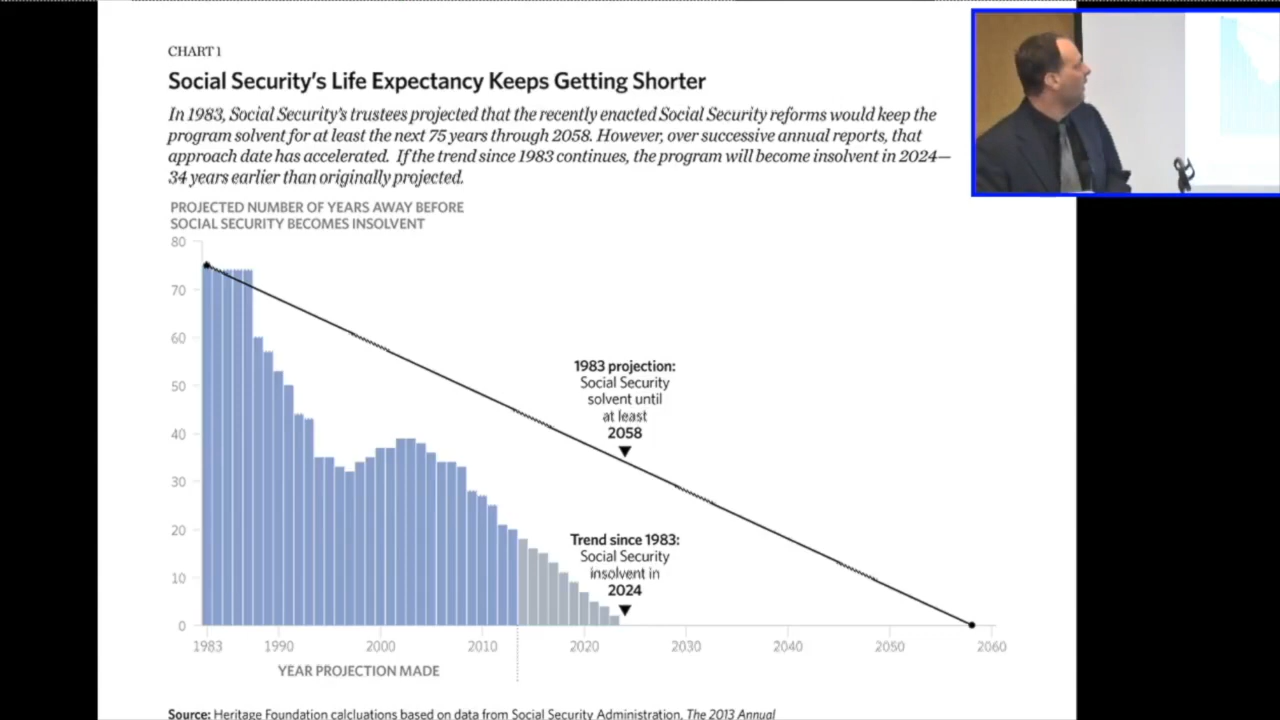 CHART 1
Social Security's Life Expectancy Keeps Getting Shorter
In 1983, Social Security's trustees projected that the recently enacted Social Security reforms would keep the
program solvent for at least the next 75 years through 2058. However, over successive annual reports, that
approach date has accelerated. If the trend since 1983 continues, the program will become insolvent in 2024—
34 years earlier than originally projected.
PROJECTED NUMBER OF YEARS AWAY BEFORE
SOCIAL SECURITY BECOMES INSOLVENT
80
70
60
50
40
30
20
10
0
1983 projection:
Social Security
solvent until
at least
2058
Trend since 1983:
Social Security
insolvent in
2024
1983 1990 2000 2010 2020 2030 2040 2050 2060
YEAR PROJECTION MADE
Source: Heritage Foundation calcluations based on data from Social Security Administration, The 2013 Annual